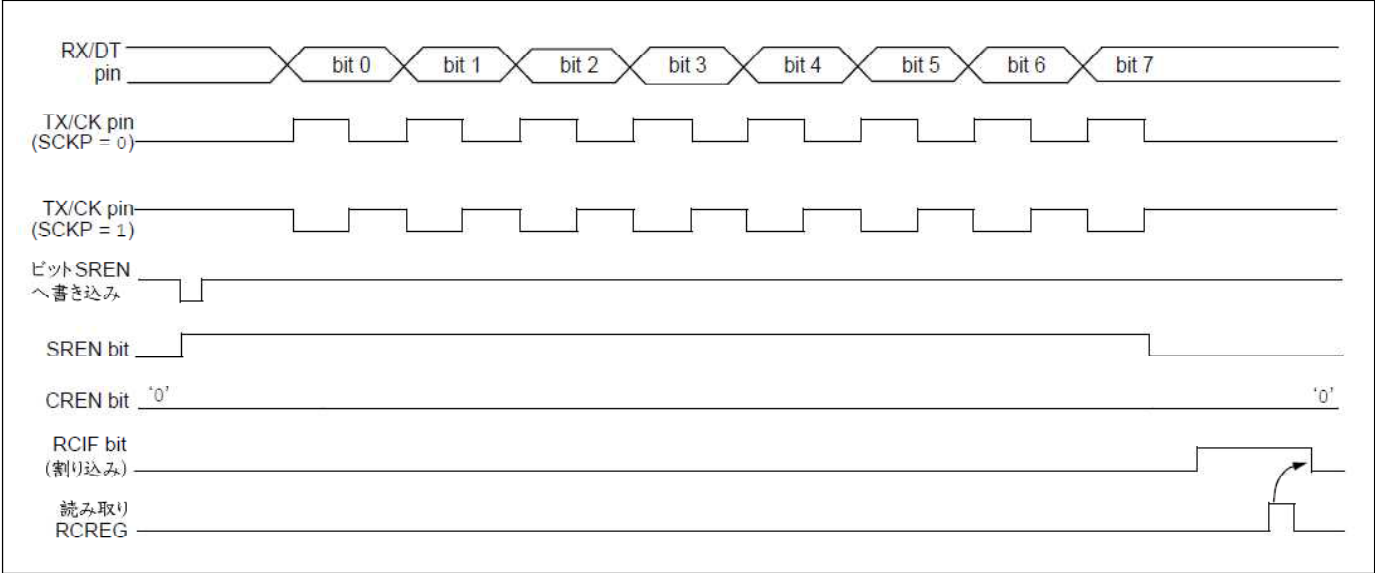 RX/DT
pin
bit 0 bit 1 bit 2 bit 3 bit 4 bit 5 bit 6 bit 7
TX/CK pin
(SCKP = 0)
TX/CK pin
(SCKP = 1)
ビットSREN
へ書き込み
SREN bit
CREN bit ‘0’ ‘0’
RCIF bit
(割り込み)
読み取り
RCREG